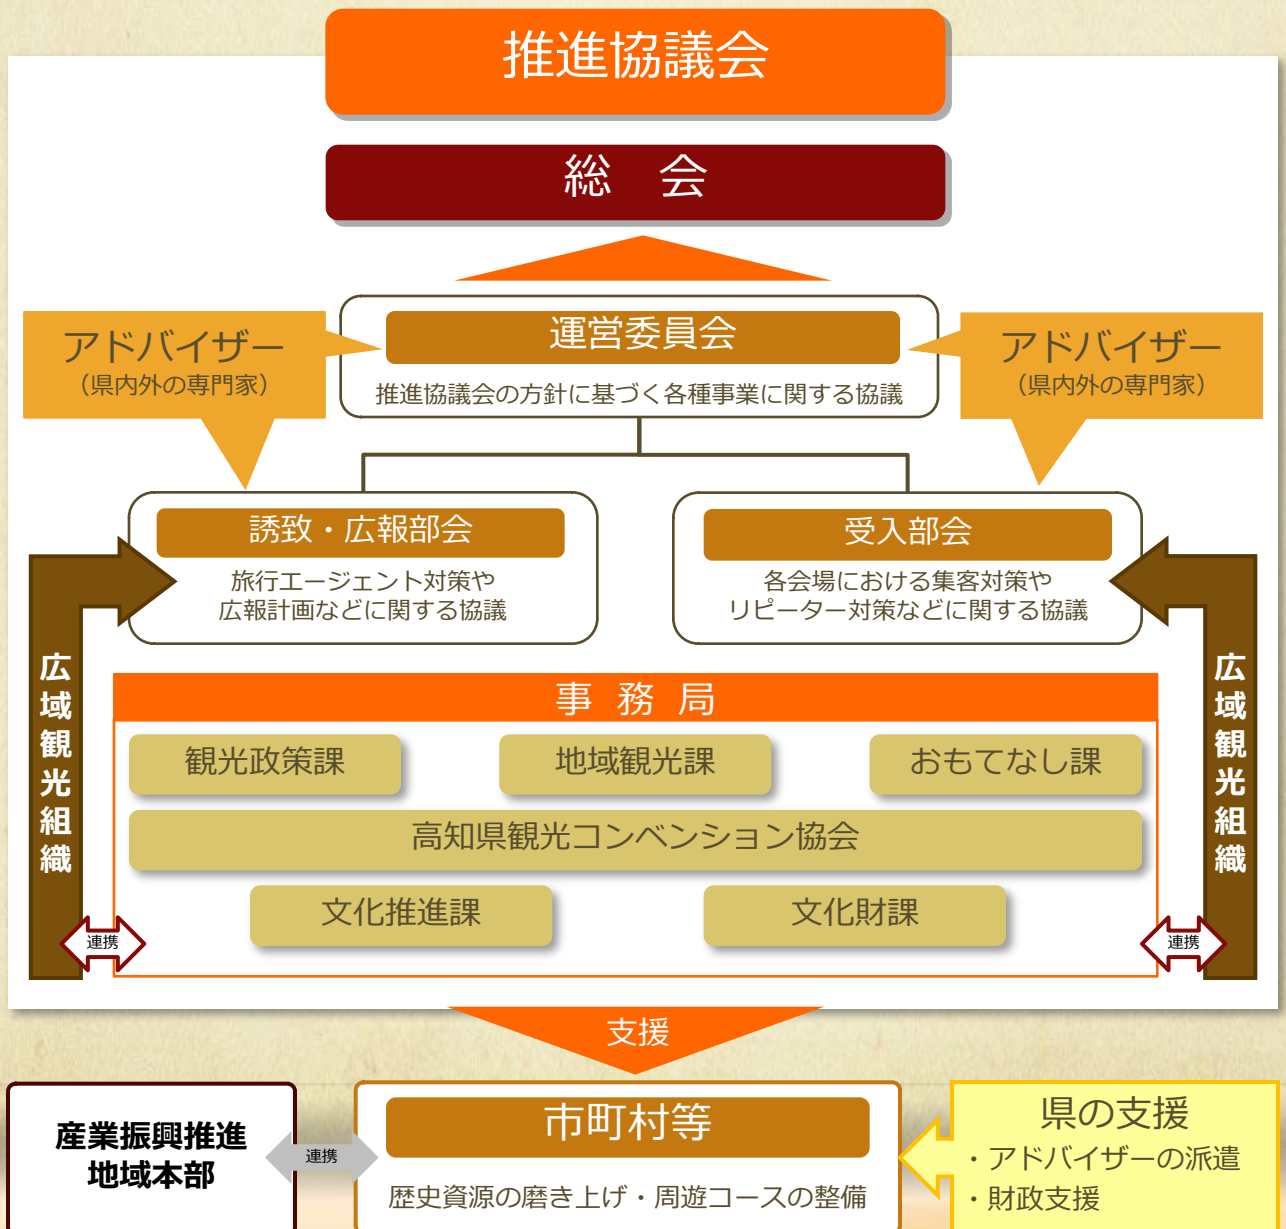 推進協議会
総　会
運営委員会
推進協議会の方針に基づく各種事業に関する協議
アドバイザー
（県内外の専門家）
アドバイザー
（県内外の専門家）
誘致・広報部会
旅行エージェント対策や
広報計画などに関する協議
受入部会
各会場における集客対策や
リピーター対策などに関する協議
広域観光組織
広域観光組織
事 務 局
観光政策課
地域観光課
おもてなし課
高知県観光コンベンション協会
文化推進課
文化財課
連携
連携
支援
産業振興推進
地域本部
連携
市町村等
歴史資源の磨き上げ・周遊コースの整備
県の支援
・アドバイザーの派遣
・財政支援